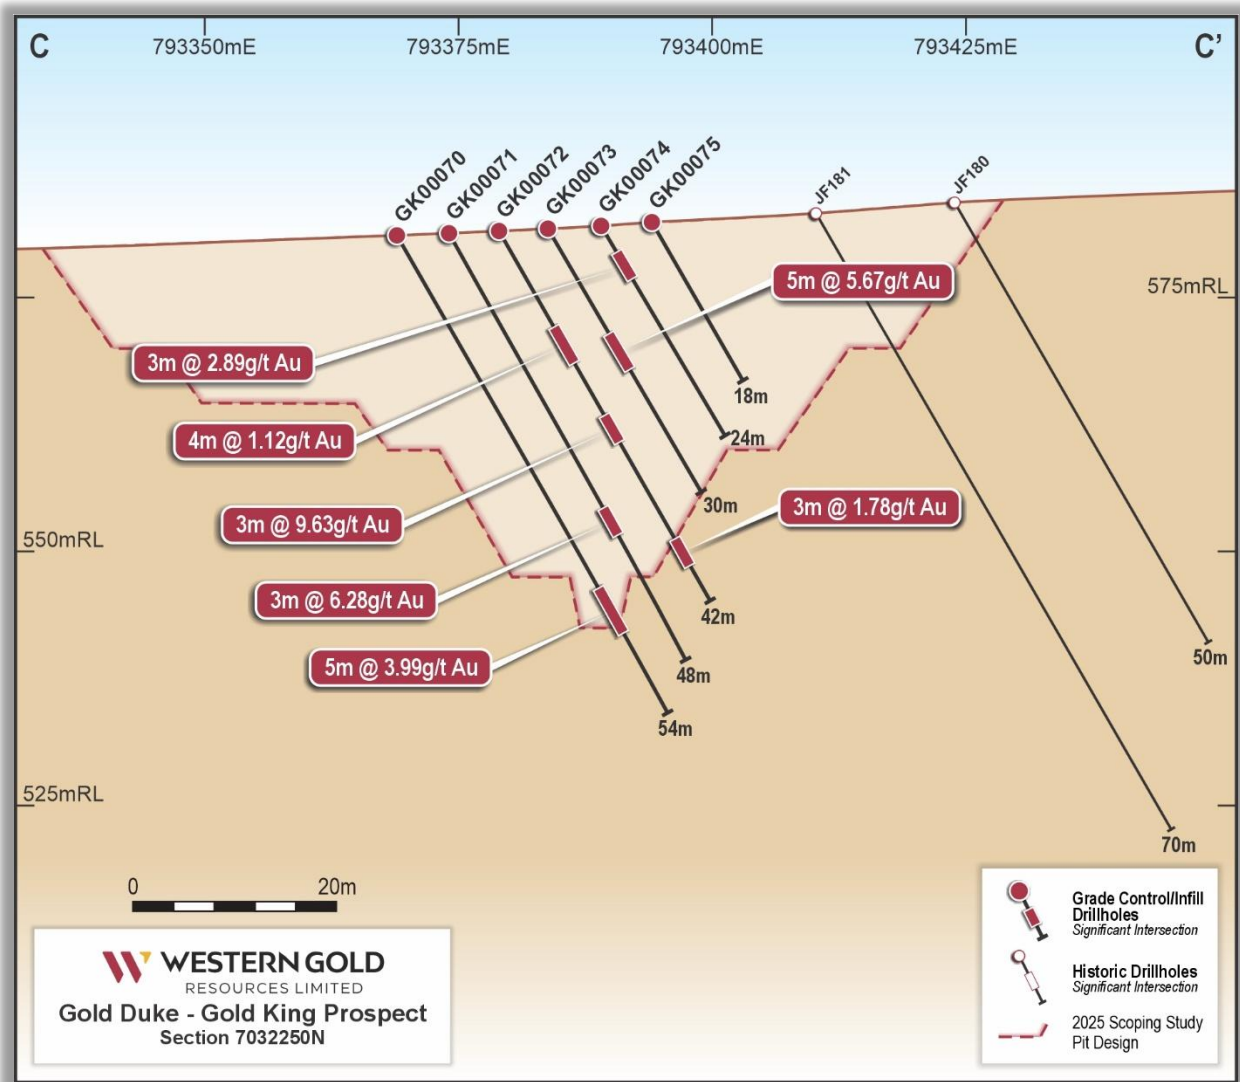 C
793350mE
793375mE
793400mE
793425mE
C’
GK00070
GK00071
GK00072
GK00073
GK00074
GK00075
JF181
JF180
5m @ 5.67g/t Au
575mRL
3m @ 2.89g/t Au
18m
4m @ 1.12g/t Au
24m
30m
3m @ 1.78g/t Au
3m @ 9.63g/t Au
550mRL
3m @ 6.28g/t Au
42m
50m
5m @ 3.99g/t Au
48m
54m
525mRL
70m
0
20m
WESTERN GOLD
RESOURCES LIMITED
Gold Duke - Gold King Prospect
Section 7032250N
Grade Control/Infill
Drillholes
Significant Intersection
Historic Drillholes
Significant Intersection
2025 Scoping Study
Pit Design